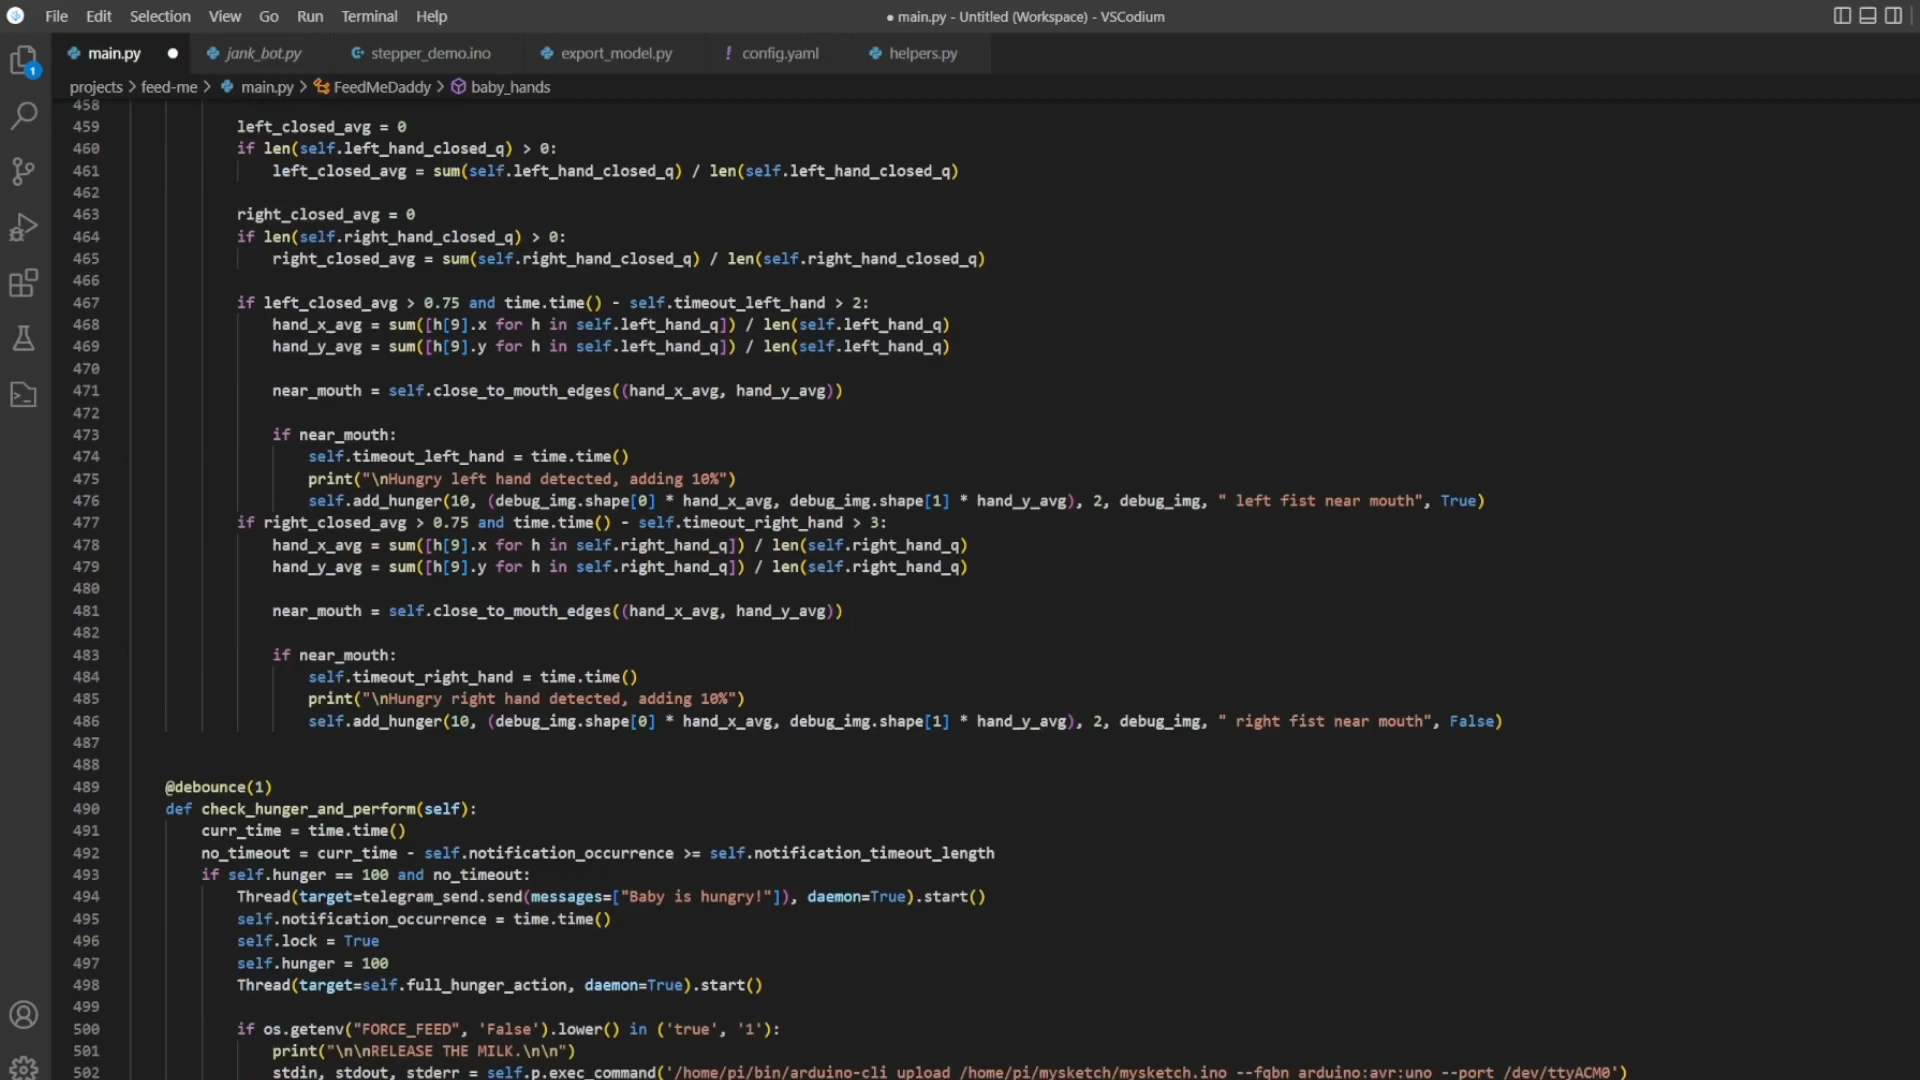 File Edit Selection View Go Run Terminal Help
● main.py - Untitled (Workspace) - VSCodium
1
main.py ● jank_bot.py stepper_demo.ino export_model.py ! config.yaml helpers.py
projects > feed-me > main.py > FeedMeDaddy > baby_hands
458
459 left_closed_avg = 0
460 if len(self.left_hand_closed_q) > 0:
461 left_closed_avg = sum(self.left_hand_closed_q) / len(self.left_hand_closed_q)
462
463 right_closed_avg = 0
464 if len(self.right_hand_closed_q) > 0:
465 right_closed_avg = sum(self.right_hand_closed_q) / len(self.right_hand_closed_q)
466
467 if left_closed_avg > 0.75 and time.time() - self.timeout_left_hand > 2:
468 hand_x_avg = sum([h[9].x for h in self.left_hand_q]) / len(self.left_hand_q)
469 hand_y_avg = sum([h[9].y for h in self.left_hand_q]) / len(self.left_hand_q)
470
471 near_mouth = self.close_to_mouth_edges((hand_x_avg, hand_y_avg))
472
473 if near_mouth:
474 self.timeout_left_hand = time.time()
475 print("\nHungry left hand detected, adding 10%")
476 self.add_hunger(10, (debug_img.shape[0] * hand_x_avg, debug_img.shape[1] * hand_y_avg), 2, debug_img, " left fist near mouth", True)
477 if right_closed_avg > 0.75 and time.time() - self.timeout_right_hand > 3:
478 hand_x_avg = sum([h[9].x for h in self.right_hand_q]) / len(self.right_hand_q)
479 hand_y_avg = sum([h[9].y for h in self.right_hand_q]) / len(self.right_hand_q)
480
481 near_mouth = self.close_to_mouth_edges((hand_x_avg, hand_y_avg))
482
483 if near_mouth:
484 self.timeout_right_hand = time.time()
485 print("\nHungry right hand detected, adding 10%")
486 self.add_hunger(10, (debug_img.shape[0] * hand_x_avg, debug_img.shape[1] * hand_y_avg), 2, debug_img, " right fist near mouth", False)
487
488
489 @debounce(1)
490 def check_hunger_and_perform(self):
491 curr_time = time.time()
492 no_timeout = curr_time - self.notification_occurrence >= self.notification_timeout_length
493 if self.hunger == 100 and no_timeout:
494 Thread(target=telegram_send.send(messages=["Baby is hungry!"]), daemon=True).start()
495 self.notification_occurrence = time.time()
496 self.lock = True
497 self.hunger = 100
498 Thread(target=self.full_hunger_action, daemon=True).start()
499
500 if os.getenv("FORCE_FEED", 'False').lower() in ('true', '1'):
501 print("\n\nRELEASE THE MILK.\n\n")
502 stdin, stdout, stderr = self.p.exec_command('/home/pi/bin/arduino-cli upload /home/pi/mysketch/mysketch.ino --fqbn arduino:avr:uno --port /dev/ttyACM0')